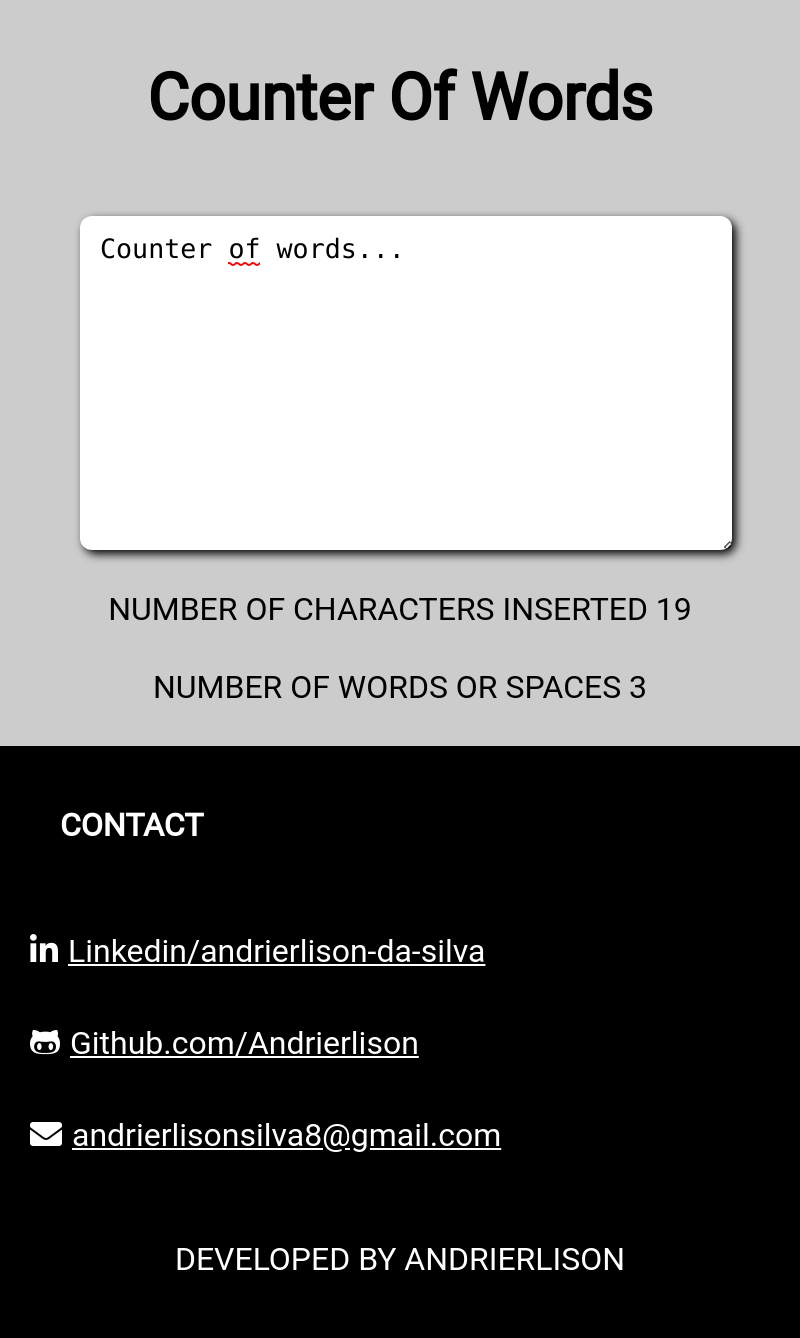 Counter Of Words
Counter of words...
NUMBER OF CHARACTERS INSERTED 19
NUMBER OF WORDS OR SPACES 3
CONTACT
Linkedin/andrierlison-da-silva
Github.com/Andrierlison
andrierlisonsilva8@gmail.com
DEVELOPED BY ANDRIERLISON